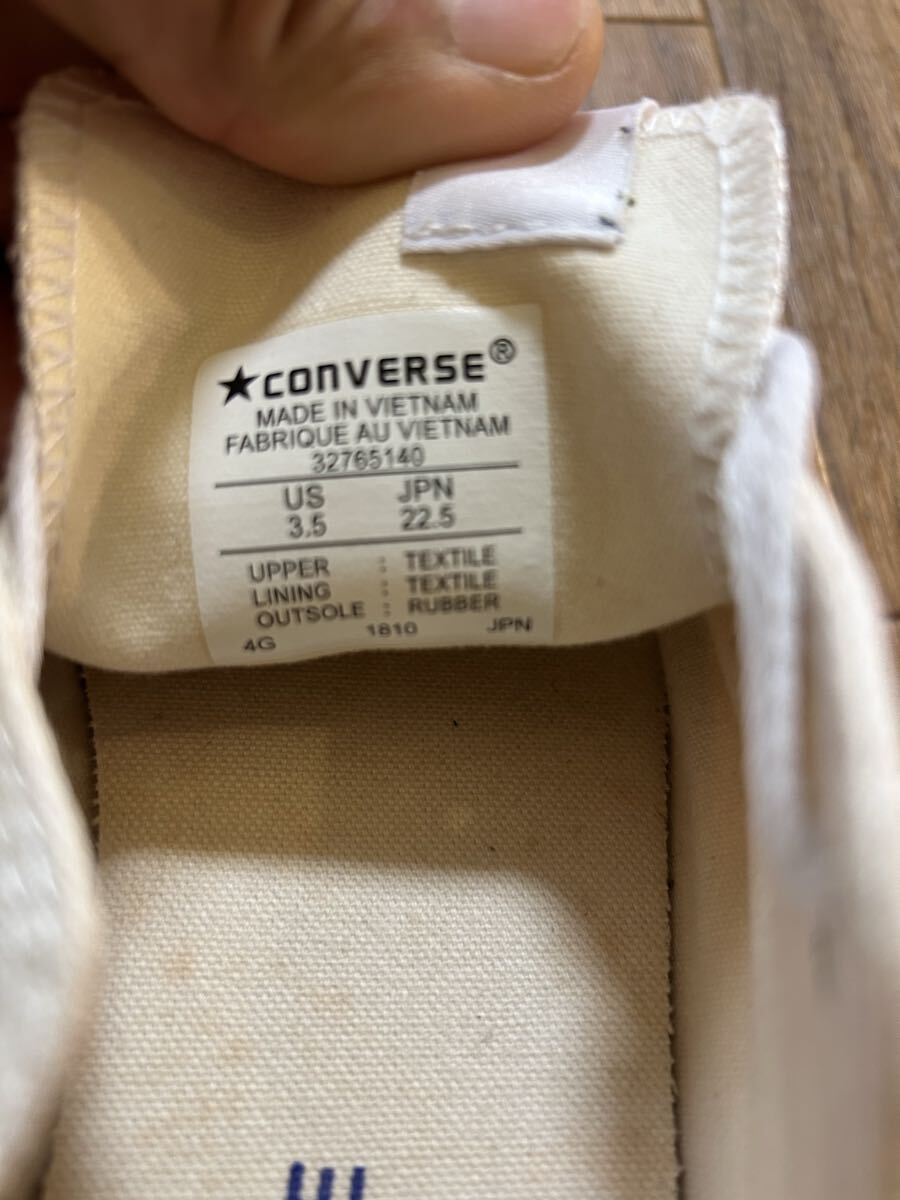 ★CONVERSE®
MADE IN VIETNAM
FABRIQUE AU VIETNAM
32765140
US JPN
3.5 22.5
UPPER : TEXTILE
LINING : TEXTILE
OUTSOLE : RUBBER
4G 1810 JPN